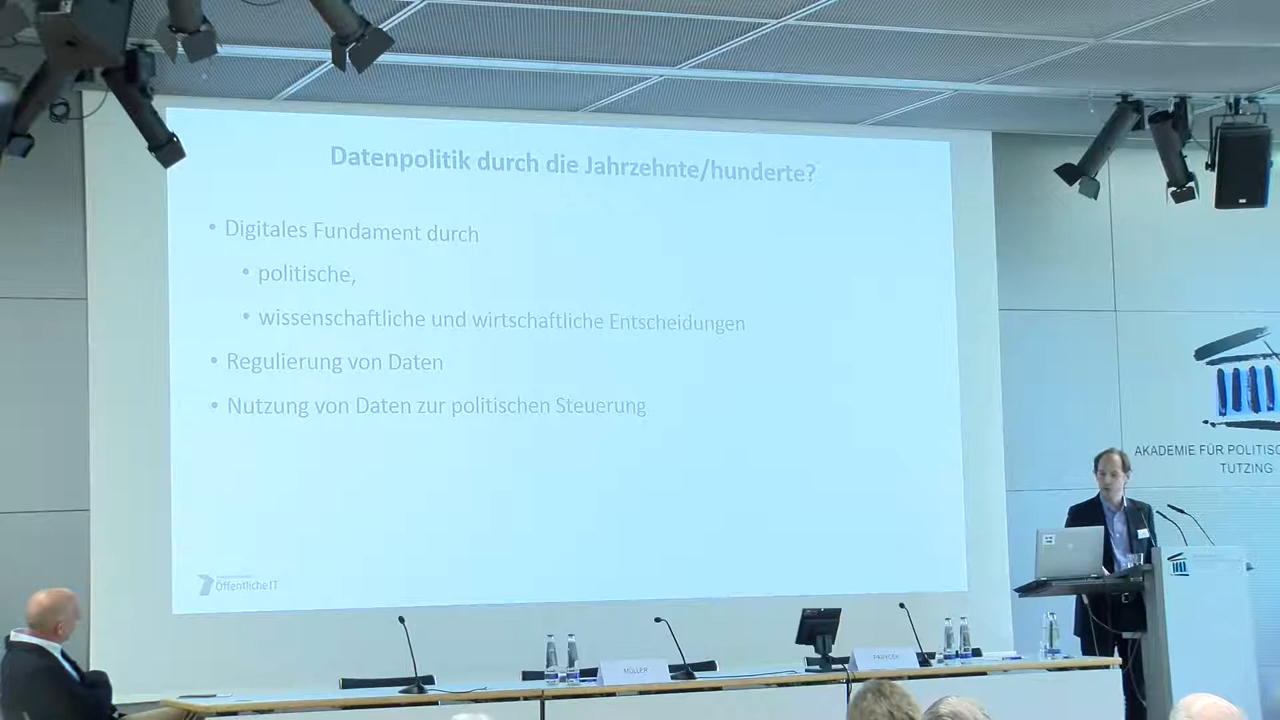 Datenpolitik durch die Jahrzehnte/hunderte?
• Digitales Fundament durch
• politische,
• wissenschaftliche und wirtschaftliche Entscheidungen
• Regulierung von Daten
• Nutzung von Daten zur politischen Steuerung
ÖffentlicheIT
AKADEMIE FÜR POLITISC
TUTZING
MÜLLER